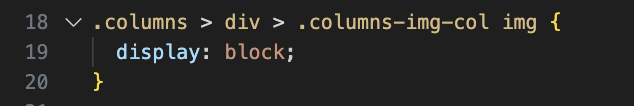 18 .columns > div > .columns-img-col img {
19 display: block;
20 }